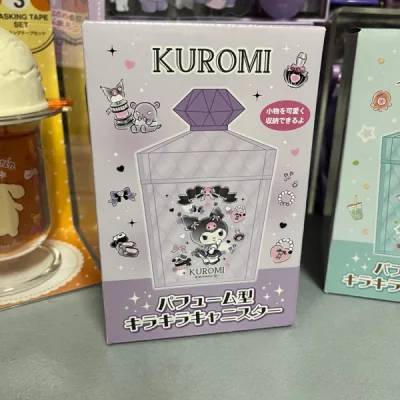 ASKING TAPE
SET
KUROMI
小物を可愛く
収納できるよ
KUROMI
パフューム型
キラキラキャニスター
パフ
キラキラ